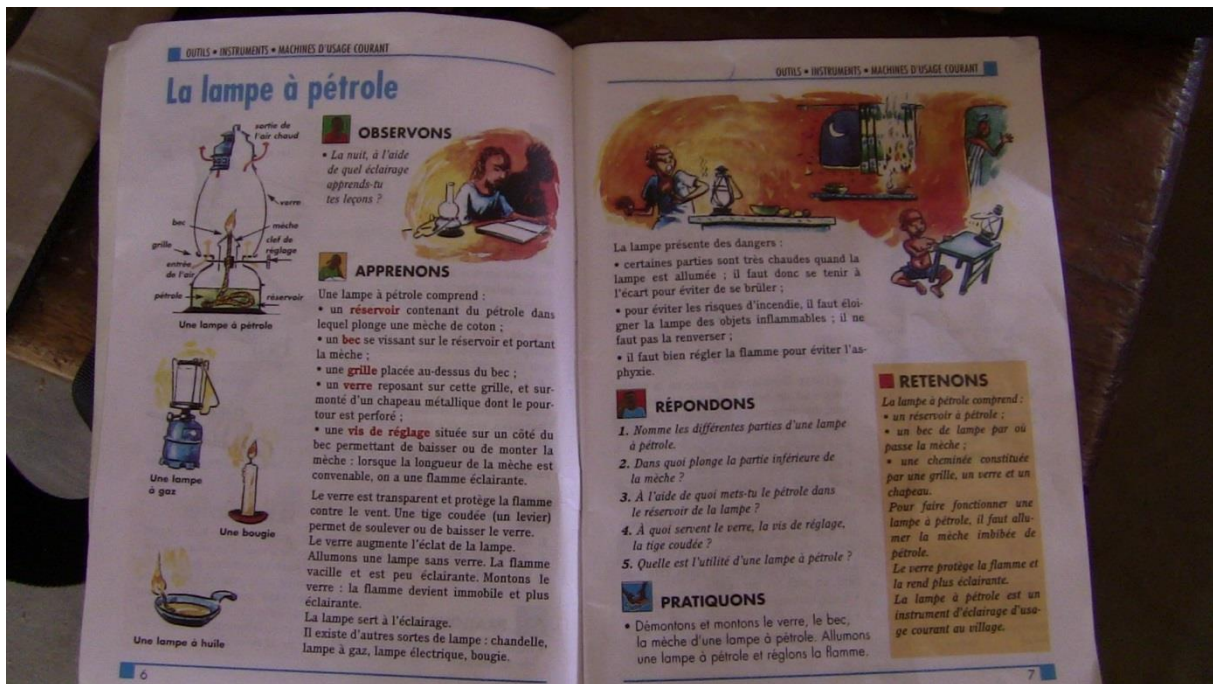 OUTILS • INSTRUMENTS • MACHINES D'USAGE COURANT
La lampe à pétrole
sortie de
l'air chaud
verre
bec
mèche
clef de
réglage
grille
entrée
de l'air
pétrole
réservoir
Une lampe à pétrole
Une lampe
à gaz
Une bougie
Une lampe à huile
OBSERVONS
• La nuit, à l'aide
de quel éclairage
apprends-tu
tes leçons ?
APPRENONS
Une lampe à pétrole comprend :
• un réservoir contenant du pétrole dans
lequel plonge une mèche de coton ;
• un bec se vissant sur le réservoir et portant
la mèche ;
• une grille placée au-dessus du bec ;
• un verre reposant sur cette grille, et sur-
monté d'un chapeau métallique dont le pour-
tour est perforé ;
• une vis de réglage située sur un côté du
bec permettant de baisser ou de monter la
mèche : lorsque la longueur de la mèche est
convenable, on a une flamme éclairante.
Le verre est transparent et protège la flamme
contre le vent. Une tige coudée (un levier)
permet de soulever ou de baisser le verre.
Le verre augmente l'éclat de la lampe.
Allumons une lampe sans verre. La flamme
vacille et est peu éclairante. Montons le
verre : la flamme devient immobile et plus
éclairante.
La lampe sert à l'éclairage.
Il existe d'autres sortes de lampe : chandelle,
lampe à gaz, lampe électrique, bougie.
6
OUTILS • INSTRUMENTS • MACHINES D'USAGE COURANT
La lampe présente des dangers :
• certaines parties sont très chaudes quand la
lampe est allumée ; il faut donc se tenir à
l'écart pour éviter de se brûler ;
• pour éviter les risques d'incendie, il faut éloi-
gner la lampe des objets inflammables ; il ne
faut pas la renverser ;
• il faut bien régler la flamme pour éviter l'as-
phyxie.
RÉPONDONS
1. Nomme les différentes parties d'une lampe
à pétrole.
2. Dans quoi plonge la partie inférieure de
la mèche ?
3. À l'aide de quoi mets-tu le pétrole dans
le réservoir de la lampe ?
4. À quoi servent le verre, la vis de réglage,
la tige coudée ?
5. Quelle est l'utilité d'une lampe à pétrole ?
PRATIQUONS
• Démontons et montons le verre, le bec,
la mèche d'une lampe à pétrole. Allumons
une lampe à pétrole et réglons la flamme.
RETENONS
La lampe à pétrole comprend :
• un réservoir à pétrole ;
• un bec de lampe par où
passe la mèche ;
• une cheminée constituée
par une grille, un verre et un
chapeau.
Pour faire fonctionner une
lampe à pétrole, il faut allu-
mer la mèche imbibée de
pétrole.
Le verre protège la flamme et
la rend plus éclairante.
La lampe à pétrole est un
instrument d'éclairage d'usa-
ge courant au village.
7